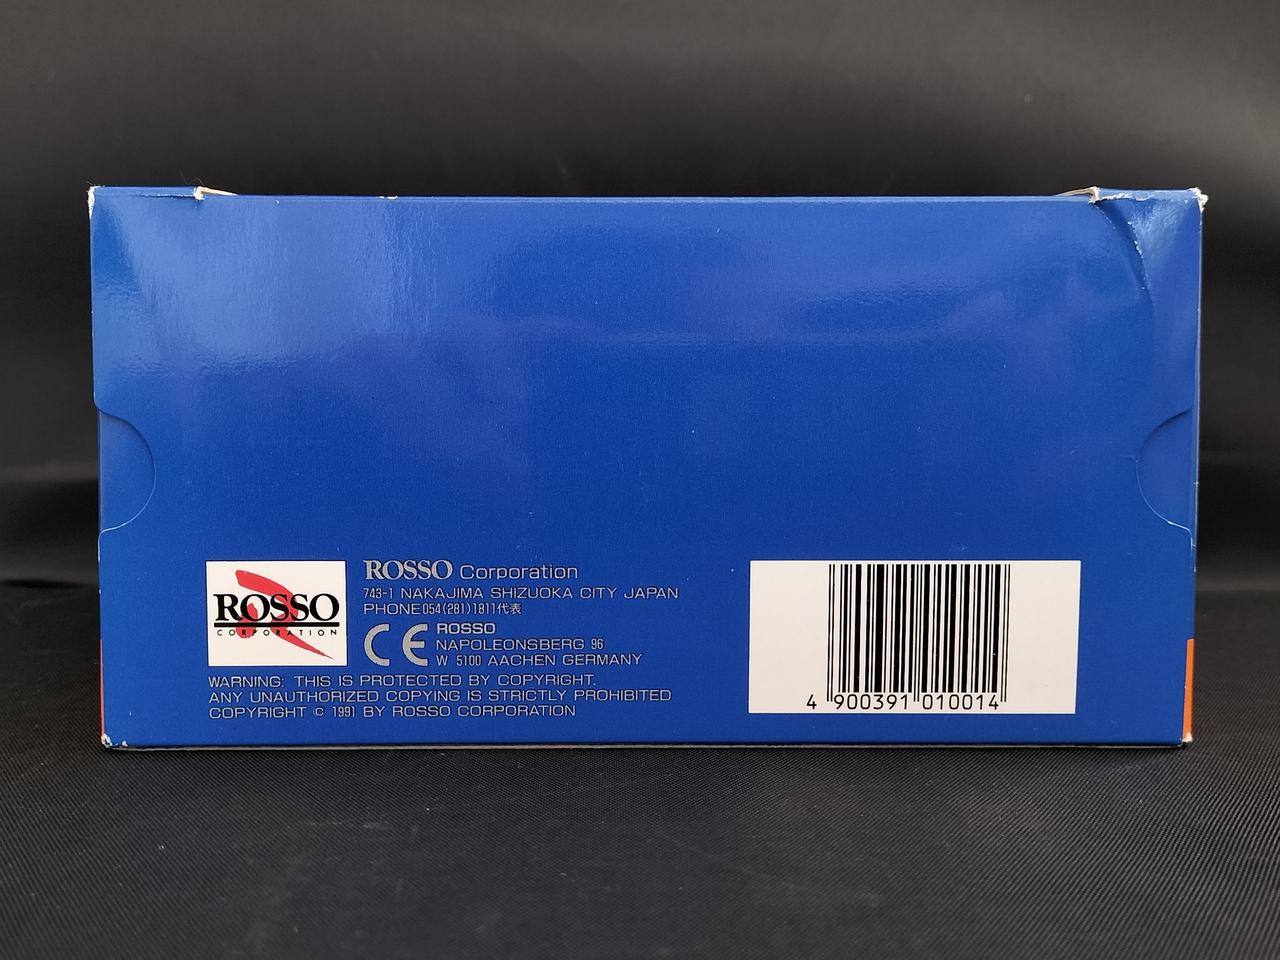 ROSSO
CORPORATION
ROSSO Corporation
743-1 NAKAJIMA SHIZUOKA CITY JAPAN
PHONE054(281)1811代表
CE ROSSO
NAPOLEONSBERG 96
W 5100 AACHEN GERMANY
WARNING: THIS IS PROTECTED BY COPYRIGHT.
ANY UNAUTHORIZED COPYING IS STRICTLY PROHIBITED
COPYRIGHT © 1991 BY ROSSO CORPORATION
4 900391 010014